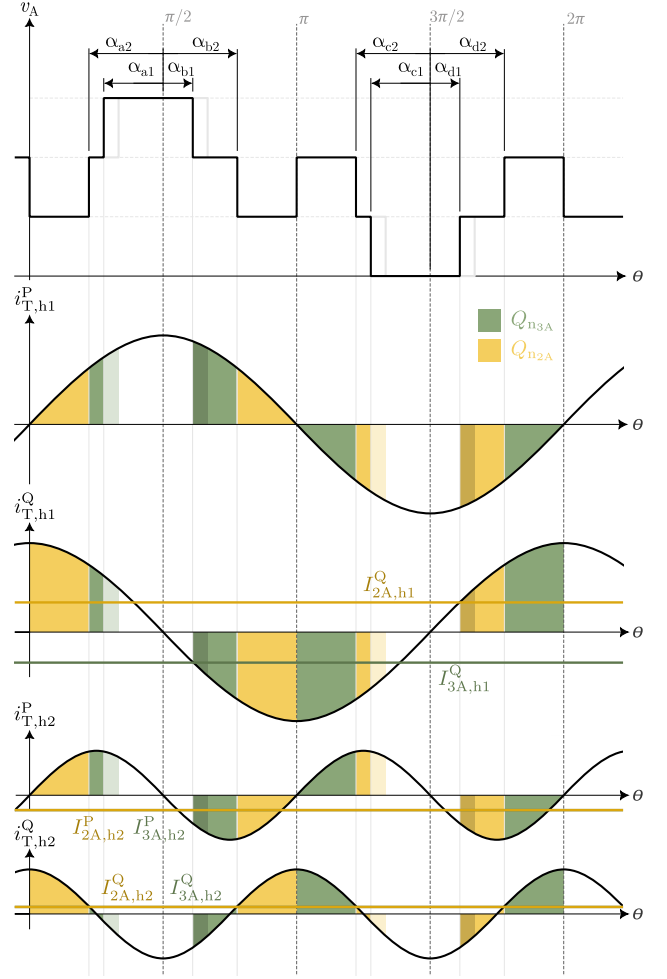 v_A
π/2 π 3π/2 2π
α_a2 α_b2 α_c2 α_d2
α_a1 α_b1 α_c1 α_d1
θ
i^P_T,h1
Q_n3A
Q_n2A
θ
i^Q_T,h1
I^Q_2A,h1
θ
I^Q_3A,h1
i^P_T,h2
θ
I^P_2A,h2 I^P_3A,h2
i^Q_T,h2
I^Q_2A,h2 I^Q_3A,h2
θ